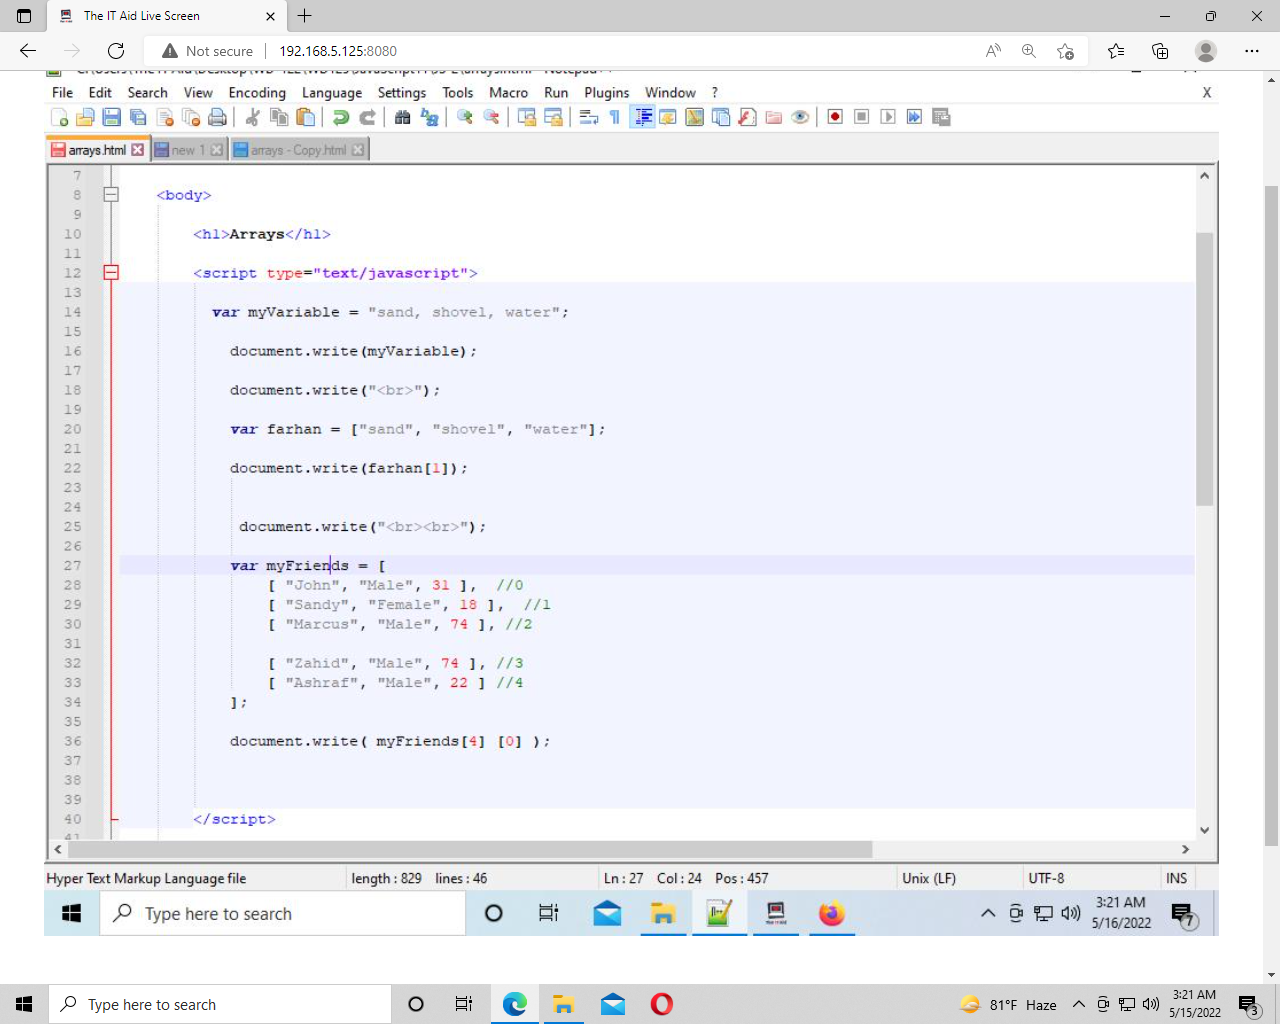 The IT Aid Live Screen
Not secure 192.168.5.125:8080
File Edit Search View Encoding Language Settings Tools Macro Run Plugins Window ? X
arrays.html new 1 arrays - Copy.html
7
8 <body>
9
10 <h1>Arrays</h1>
11
12 <script type="text/javascript">
13
14 var myVariable = "sand, shovel, water";
15
16 document.write(myVariable);
17
18 document.write("<br>");
19
20 var farhan = ["sand", "shovel", "water"];
21
22 document.write(farhan[1]);
23
24
25 document.write("<br><br>");
26
27 var myFriends = [
28 [ "John", "Male", 31 ], //0
29 [ "Sandy", "Female", 18 ], //1
30 [ "Marcus", "Male", 74 ], //2
31
32 [ "Zahid", "Male", 74 ], //3
33 [ "Ashraf", "Male", 22 ] //4
34 ];
35
36 document.write( myFriends[4] [0] );
37
38
39
40 </script>
41
Hyper Text Markup Language file length : 829 lines : 46 Ln : 27 Col : 24 Pos : 457 Unix (LF) UTF-8 INS
Type here to search 3:21 AM
5/16/2022 7
Type here to search 81°F Haze 3:21 AM
5/15/2022 3